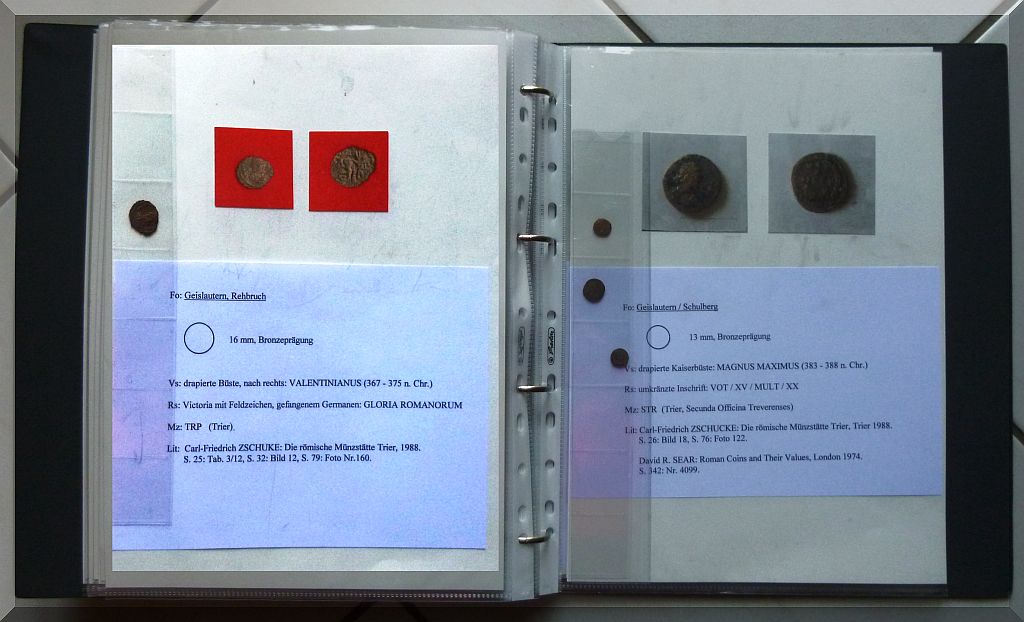 Fo: Geislautern, Rehbruch
16 mm, Bronzeprägung
Vs: drapierte Büste, nach rechts: VALENTINIANUS (367 - 375 n. Chr.)
Rs: Victoria mit Feldzeichen, gefangenem Germanen: GLORIA ROMANORUM
Mz: TRP (Trier).
Lit: Carl-Friedrich ZSCHUKE: Die römische Münzstätte Trier, 1988.
S. 25: Tab. 3/12, S. 32: Bild 12, S. 79: Foto Nr.160.
Fo: Geislautern / Schulberg
13 mm, Bronzeprägung
Vs: drapierte Kaiserbüste: MAGNUS MAXIMUS (383 - 388 n. Chr.)
Rs: umkränzte Inschrift: VOT / XV / MULT / XX
Mz: STR (Trier, Secunda Officina Treverenses)
Lit: Carl-Friedrich ZSCHUCKE: Die römische Münzstätte Trier, Trier 1988.
S. 26: Bild 18, S. 76: Foto 122.
David R. SEAR: Roman Coins and Their Values, London 1974.
S. 342: Nr. 4099.